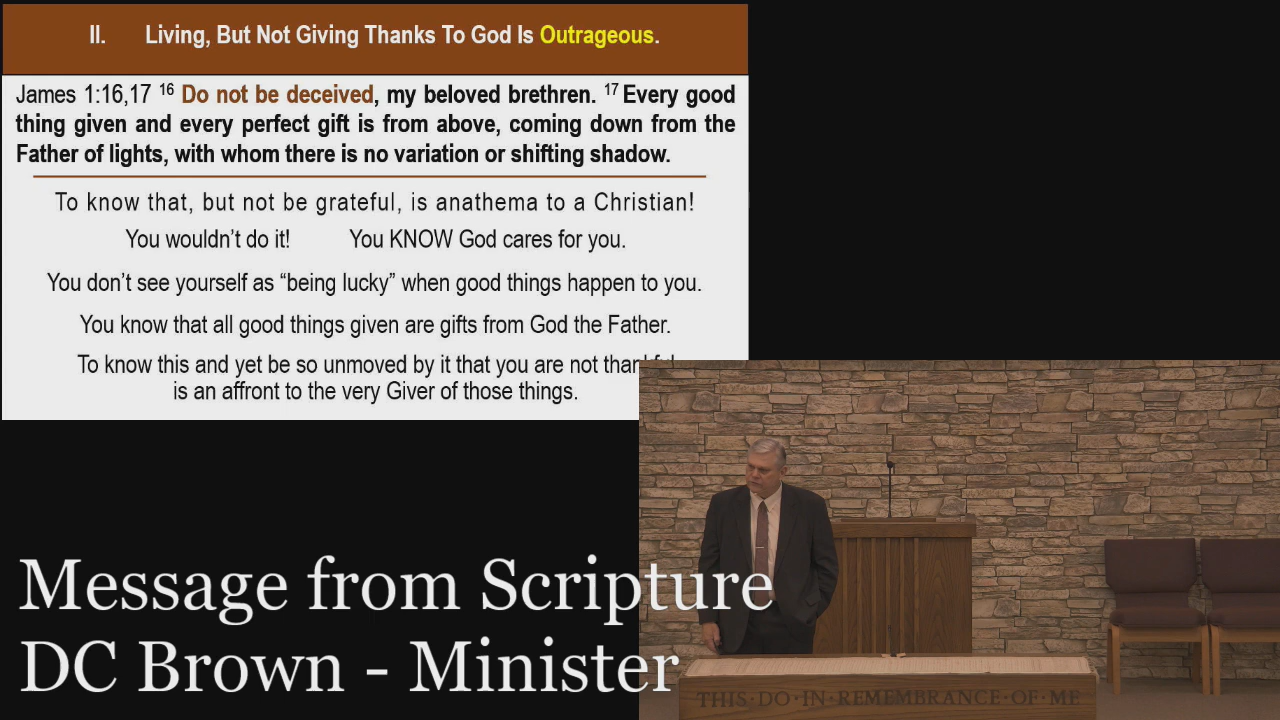 II. Living, But Not Giving Thanks To God Is Outrageous.
James 1:16,17 16 Do not be deceived, my beloved brethren. 17 Every good
thing given and every perfect gift is from above, coming down from the
Father of lights, with whom there is no variation or shifting shadow.
To know that, but not be grateful, is anathema to a Christian!
You wouldn't do it! You KNOW God cares for you.
You don't see yourself as “being lucky” when good things happen to you.
You know that all good things given are gifts from God the Father.
To know this and yet be so unmoved by it that you are not thankful
is an affront to the very Giver of those things.
Message from Scripture
DC Brown - Minister
THIS·DO·IN·REMEMBRANCE·OF·ME